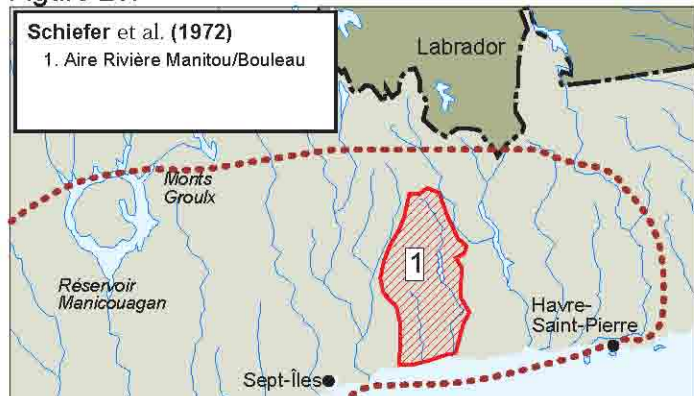 Schiefer et al. (1972)
1. Aire Rivière Manitou/Bouleau
Labrador
Monts
Groulx
Réservoir
Manicouagan
1
Havre-
Saint-Pierre
Sept-Îles